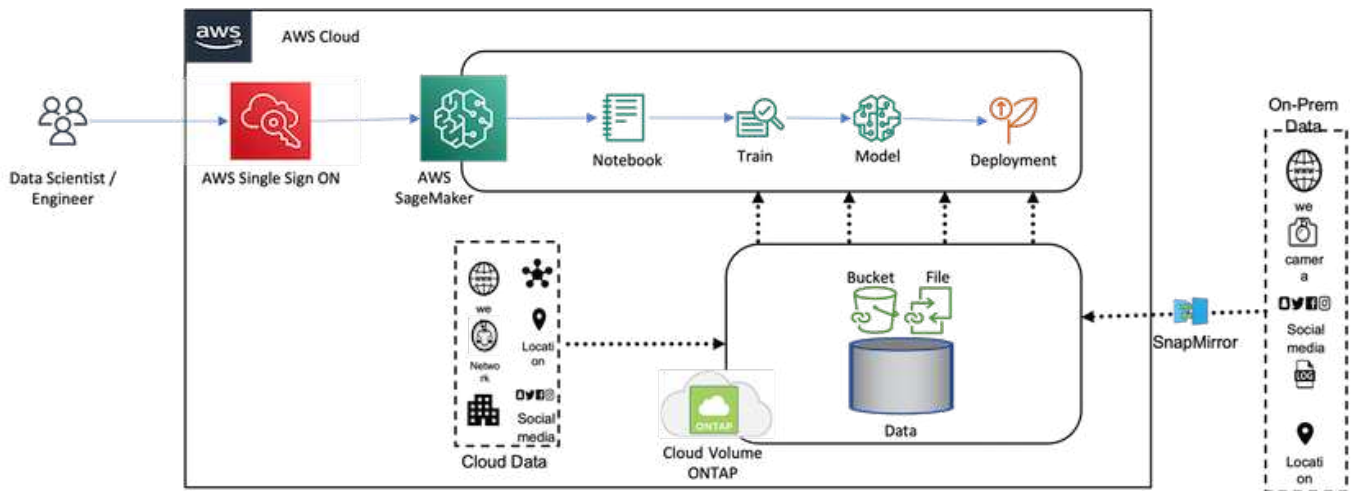 aws
AWS Cloud
Data Scientist /
Engineer
AWS Single Sign ON
AWS
SageMaker
Notebook
Train
Model
Deployment
On-Prem
Data
WWW
we
camer
a
Social
media
LOG
Locati
on
SnapMirror
Bucket
File
Data
ONTAP
Cloud Volume
ONTAP
WWW
we
Netwo
rk
Locati
on
Social
media
Cloud Data